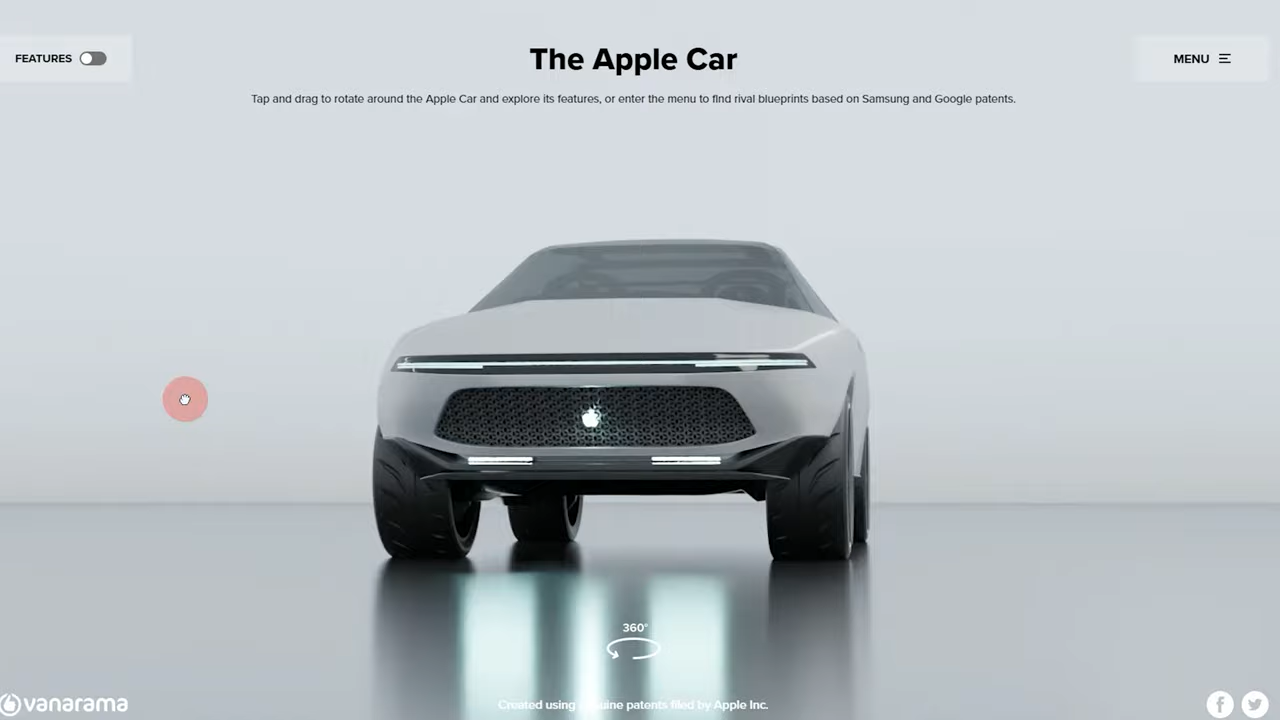 FEATURES
The Apple Car
MENU
Tap and drag to rotate around the Apple Car and explore its features, or enter the menu to find rival blueprints based on Samsung and Google patents.
360°
vanarama
Created using genuine patents filed by Apple Inc.